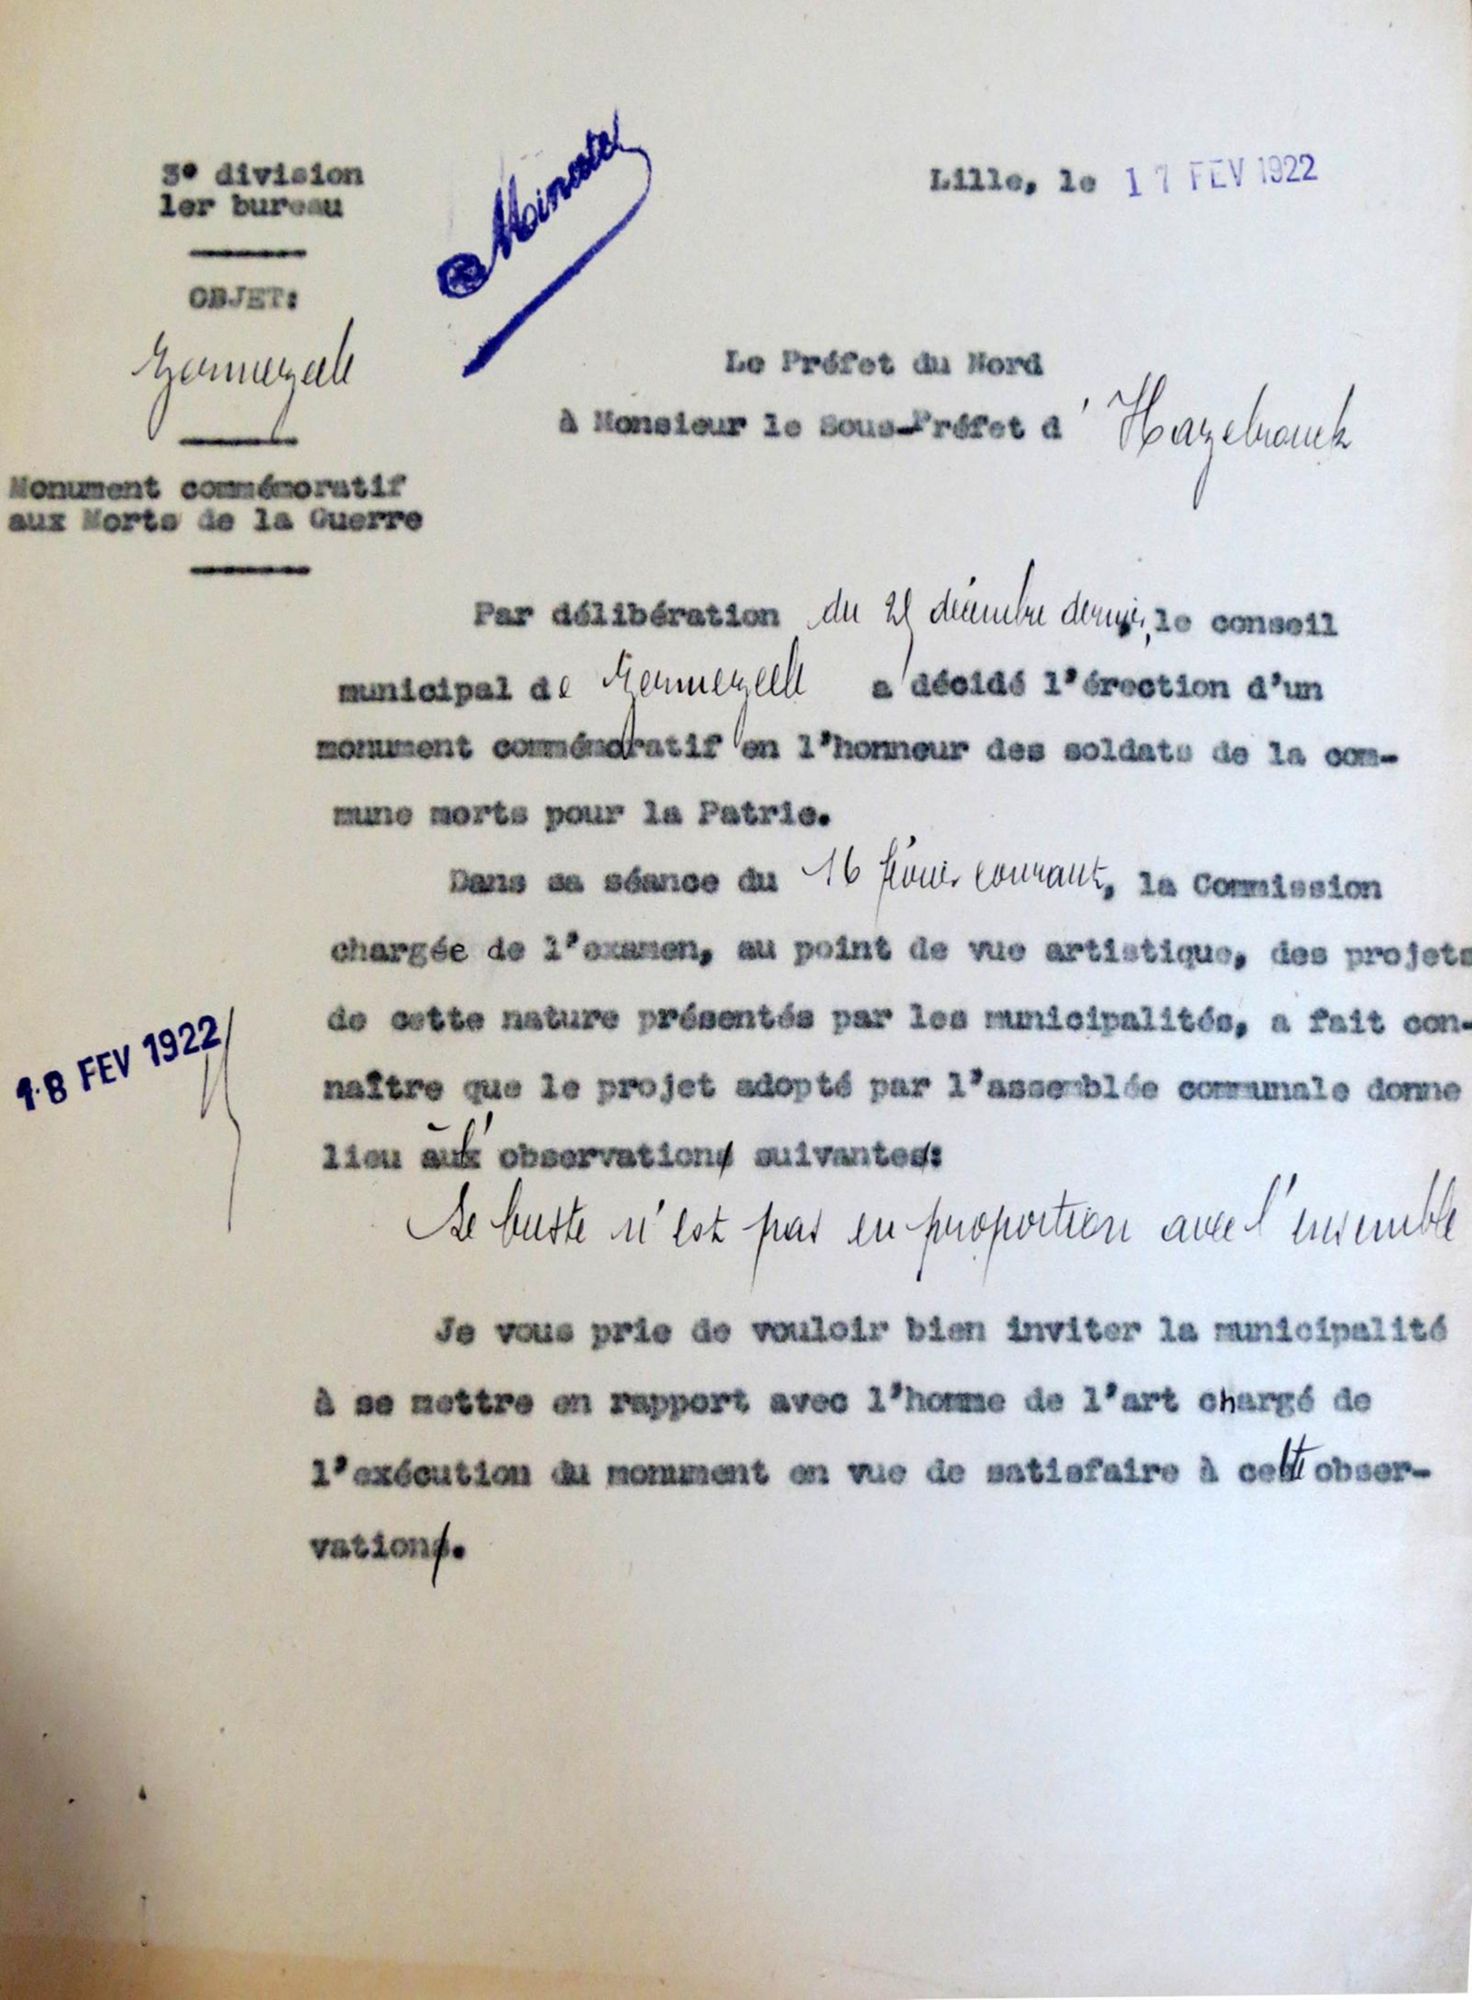 3e division
1er bureau
OBJET:
Zermezeele
Monument commémoratif
aux Morts de la Guerre
Minute
Lille, le 17 FEV 1922
Le Préfet du Nord
à Monsieur le Sous-Préfet d'Hazebrouck
Par délibération du décembre dernier, le conseil
municipal de Zermezeele a décidé l'érection d'un
monument commémoratif en l'honneur des soldats de la com-
mune morts pour la Patrie.
Dans sa séance du 16 février courant, la Commission
chargée de l'examen, au point de vue artistique, des projets
de cette nature présentés par les municipalités, a fait con-
naître que le projet adopté par l'assemblée communale donne
lieu à l'observation suivante:
Le buste n'est pas en proportion avec l'ensemble
18 FEV 1922
Je vous prie de vouloir bien inviter la municipalité
à se mettre en rapport avec l'homme de l'art chargé de
l'exécution du monument en vue de satisfaire à cette obser-
vation.